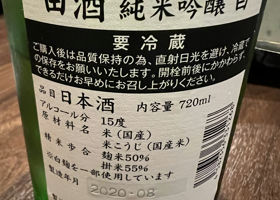 田酒 純米吟醸 百
要冷蔵
ご購入後は品質保持の為、直射日光を避け、冷蔵で
の保存をお願いいたします。開栓前後にかかわらず、
できるだけお早めにお召し上がりください。
品目 日本酒 内容量 720ml
アルコール分 15度
原材料名 米(国産)
米こうじ(国産米)
精米歩合 麹米50%
掛米55%
※白麹を一部使用しています
製造年月 2020-08